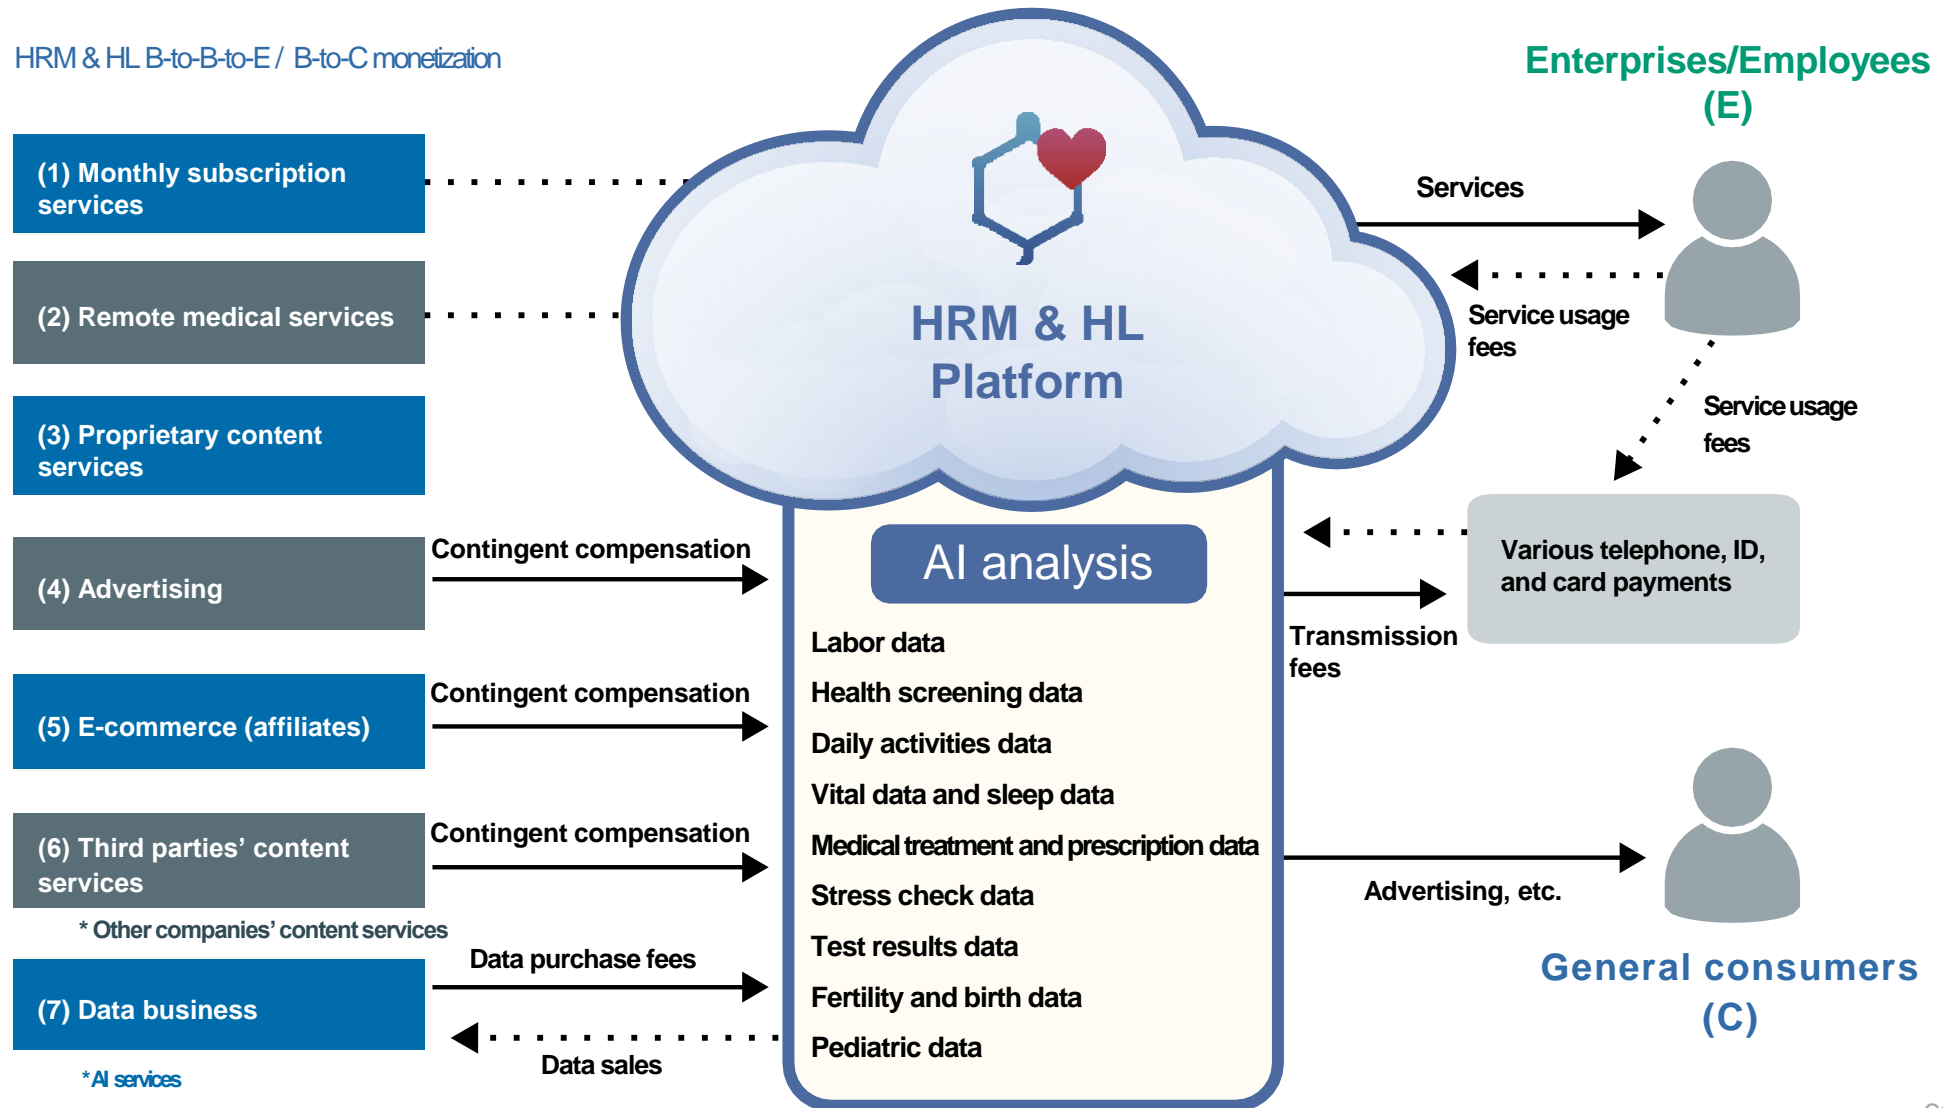 HRM & HL B-to-B-to-E / B-to-C monetization
Enterprises/Employees
(E)
(1) Monthly subscription
services
(2) Remote medical services
(3) Proprietary content
services
(4) Advertising
(5) E-commerce (affiliates)
(6) Third parties’ content
services
* Other companies’ content services
(7) Data business
*AI services
Contingent compensation
Contingent compensation
Contingent compensation
Data purchase fees
Data sales
HRM & HL
Platform
AI analysis
Labor data
Health screening data
Daily activities data
Vital data and sleep data
Medical treatment and prescription data
Stress check data
Test results data
Fertility and birth data
Pediatric data
Services
Service usage
fees
Service usage
fees
Various telephone, ID,
and card payments
Transmission
fees
Advertising, etc.
General consumers
(C)